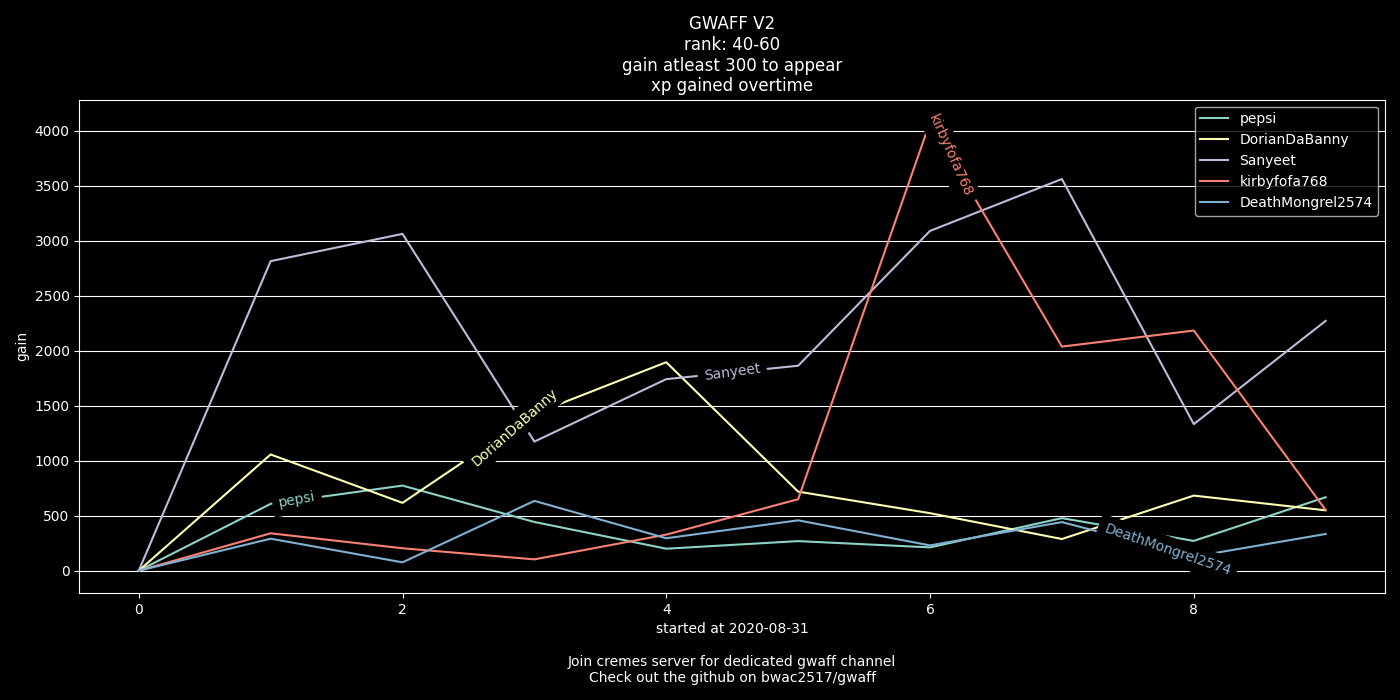 GWAFF V2
rank: 40-60
gain atleast 300 to appear
xp gained overtime
4000
3500
3000
2500
2000
1500
1000
500
0
gain
kirbyfofa768
Sanyeet
DorianDaBanny
pepsi
DeathMongrel2574
pepsi
DorianDaBanny
Sanyeet
kirbyfofa768
DeathMongrel2574
0
2
4
6
8
started at 2020-08-31
Join cremes server for dedicated gwaff channel
Check out the github on bwac2517/gwaff